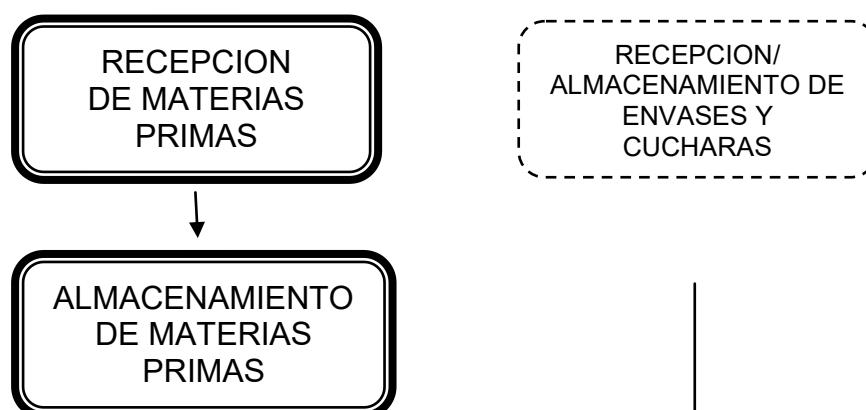 RECEPCION
DE MATERIAS
PRIMAS
RECEPCION/
ALMACENAMIENTO DE
ENVASES Y
CUCHARAS
ALMACENAMIENTO
DE MATERIAS
PRIMAS